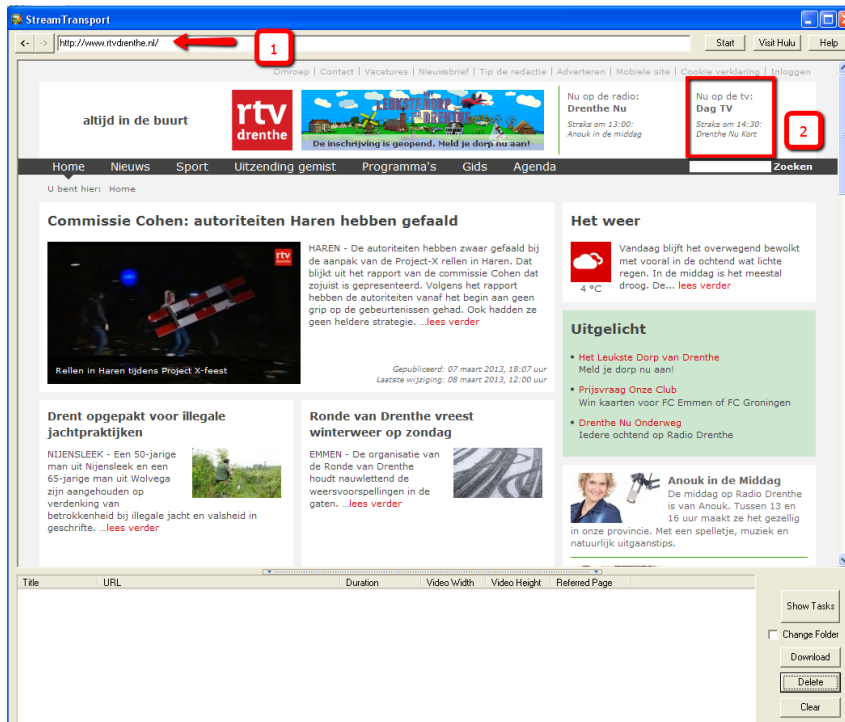 StreamTransport
<- -> http://www.rtvdrenthe.nl/ 1 Start Visit Hulu Help
Omroep | Contact | Vacatures | Nieuwsbrief | Tip de redactie | Adverteren | Mobiele site | Cookie verklaring | Inloggen
altijd in de buurt
rtv
drenthe
LEUKSTE DORP
DRENTHE
De inschrijving is geopend. Meld je dorp nu aan!
Nu op de radio:
Drenthe Nu
Straks om 13:00:
Anouk in de middag
Nu op de tv:
Dag TV
Straks om 14:30:
Drenthe Nu Kort
2
Home Nieuws Sport Uitzending gemist Programma's Gids Agenda Zoeken
U bent hier: Home
Commissie Cohen: autoriteiten Haren hebben gefaald
rtv
Rellen in Haren tijdens Project X-feest
HAREN - De autoriteiten hebben zwaar gefaald bij
de aanpak van de Project-X rellen in Haren. Dat
blijkt uit het rapport van de commissie Cohen dat
zojuist is gepresenteerd. Volgens het rapport
hebben de autoriteiten vanaf het begin aan geen
grip op de gebeurtenissen gehad. Ook hadden ze
geen heldere strategie. ...lees verder
Gepubliceerd: 07 maart 2013, 18:07 uur
Laatste wijziging: 08 maart 2013, 12:00 uur
Het weer
4 °C
Vandaag blijft het overwegend bewolkt
met vooral in de ochtend wat lichte
regen. In de middag is het meestal
droog. De... lees verder
Uitgelicht
• Het Leukste Dorp van Drenthe
Meld je dorp nu aan!
• Prijsvraag Onze Club
Win kaarten voor FC Emmen of FC Groningen
• Drenthe Nu Onderweg
Iedere ochtend op Radio Drenthe
Drent opgepakt voor illegale
jachtpraktijken
NIJENSLEEK - Een 50-jarige
man uit Nijensleek en een
65-jarige man uit Wolvega
zijn aangehouden op
verdenking van
betrokkenheid bij illegale jacht en valsheid in
geschrifte. ...lees verder
Ronde van Drenthe vreest
winterweer op zondag
EMMEN - De organisatie van
de Ronde van Drenthe
houdt nauwlettend de
weersvoorspellingen in de
gaten. ...lees verder
Anouk in de Middag
De middag op Radio Drenthe
is van Anouk. Tussen 13 en
16 uur maakt ze het gezellig
in onze provincie. Met een spelletje, muziek en
natuurlijk uitgaanstips.
Title URL Duration Video Width Video Height Referred Page
Show Tasks
Change Folder
Download
Delete
Clear